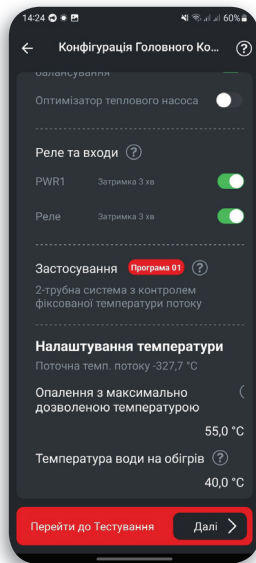 14:24 60%
Конфігурація Головного Ко...
балансування
Оптимізатор теплового насоса
Реле та входи ?
PWR1 Затримка 3 хв
Реле Затримка 3 хв
Застосування Програма 01 ?
2-трубна система з контролем
фіксованої температури потоку
Налаштування температури
Поточна темп. потоку -327,7 °C
Опалення з максимально
дозволеною температурою
55,0 °C
Температура води на обігрів ?
40,0 °C
Перейти до Тестування Далі